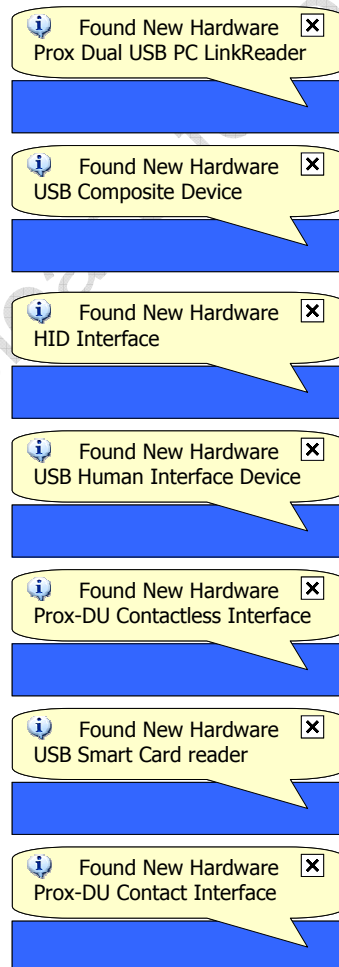 Found New Hardware
Prox Dual USB PC LinkReader
Found New Hardware
USB Composite Device
Found New Hardware
HID Interface
Found New Hardware
USB Human Interface Device
Found New Hardware
Prox-DU Contactless Interface
Found New Hardware
USB Smart Card reader
Found New Hardware
Prox-DU Contact Interface